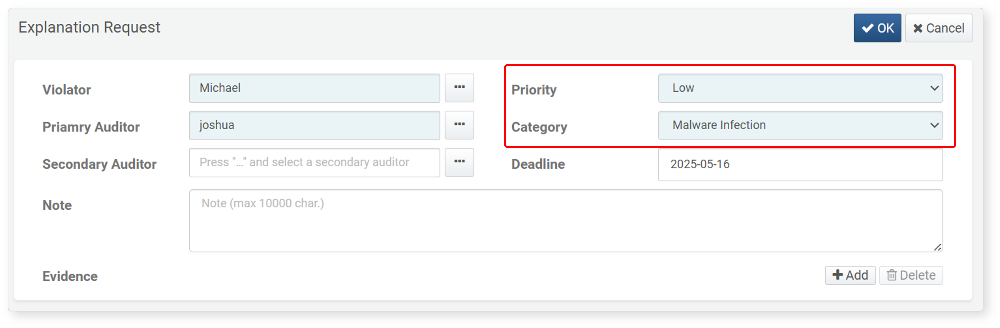 Explanation Request
OK
Cancel
Violator
Michael
...
Priority
Low
Priamry Auditor
joshua
...
Category
Malware Infection
Secondary Auditor
Press "..." and select a secondary auditor
...
Deadline
2025-05-16
Note
Note (max 10000 char.)
Evidence
Add
Delete